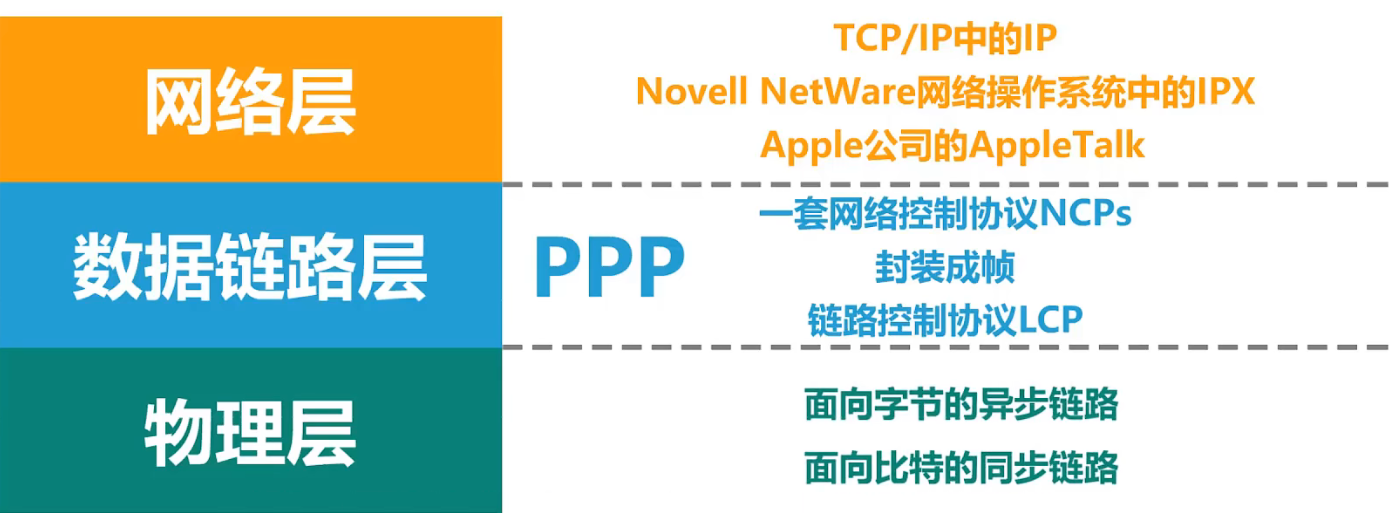 网络层
TCP/IP中的IP
Novell NetWare网络操作系统中的IPX
Apple公司的AppleTalk
数据链路层
PPP
一套网络控制协议NCPs
封装成帧
链路控制协议LCP
物理层
面向字节的异步链路
面向比特的同步链路